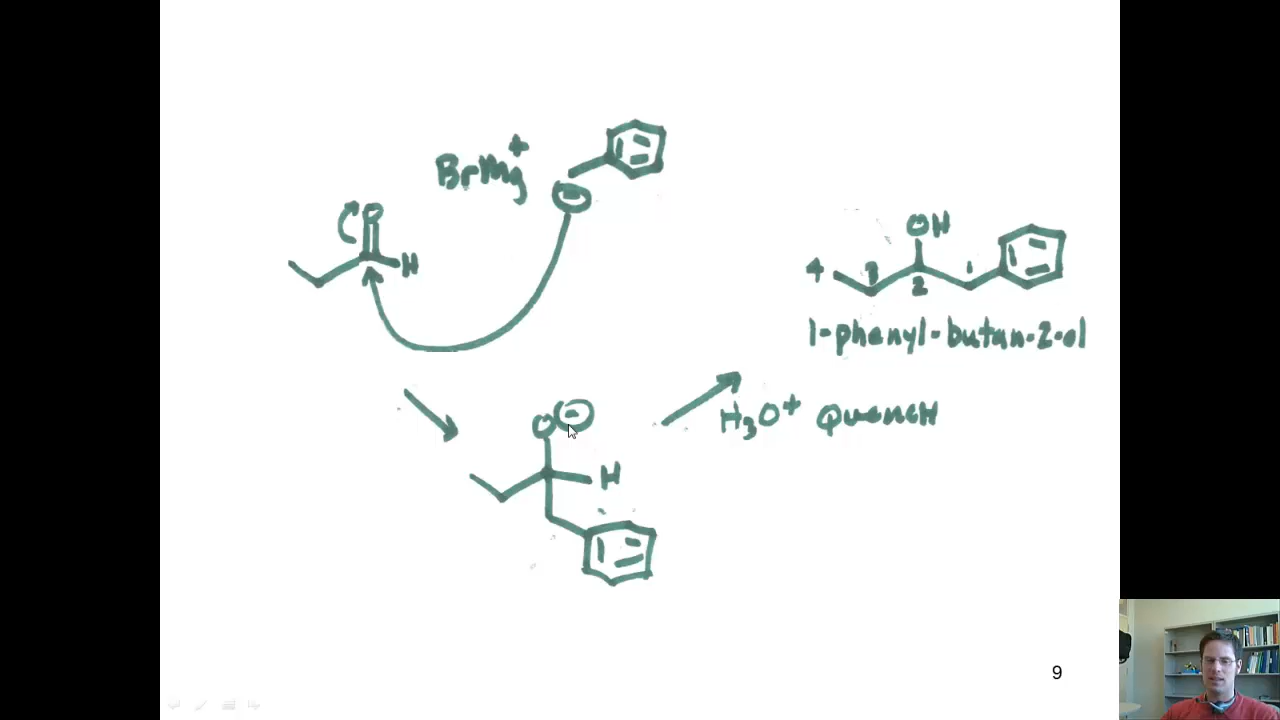 BrMg+
O
H
OH
4 3 2 1
1-phenyl-butan-2-ol
H3O+ QuencH
O
H
9